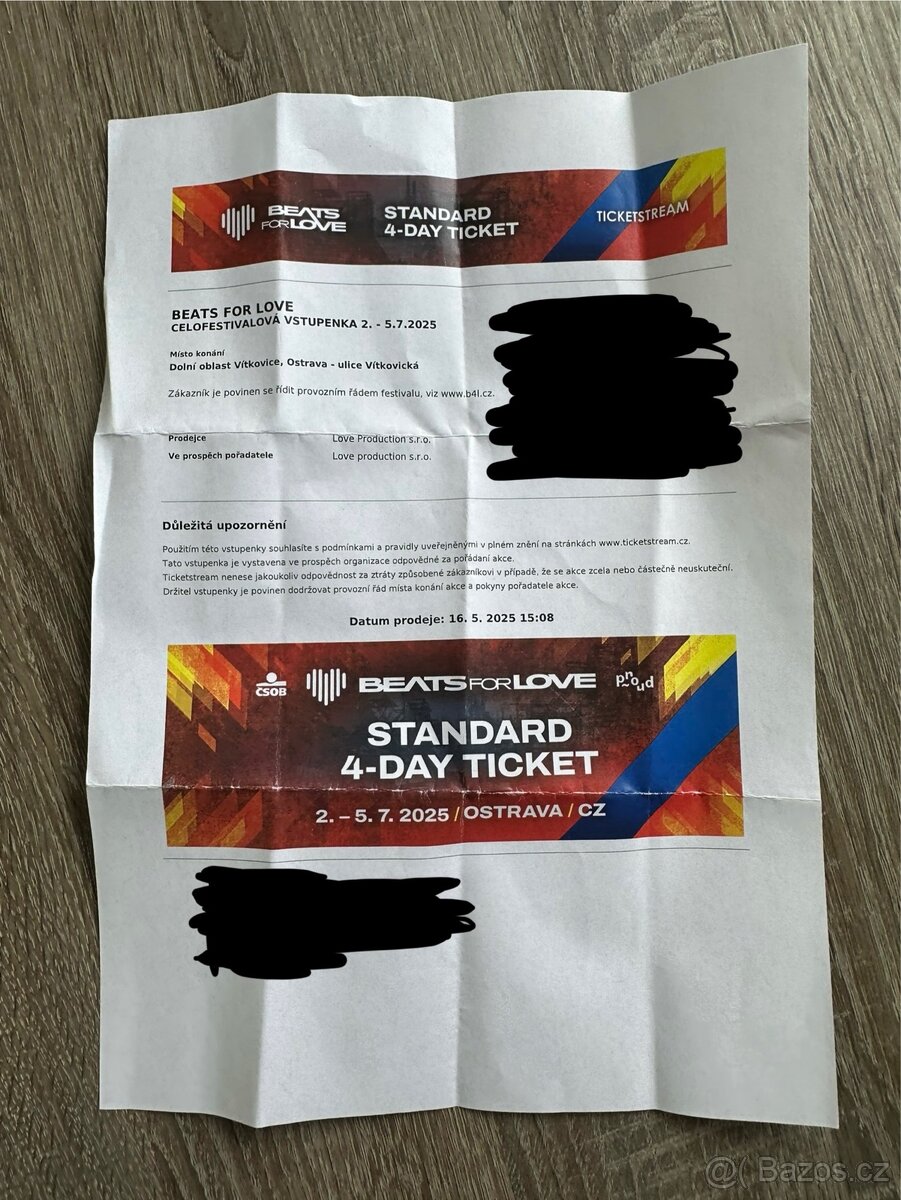 BEATS
FORLOVE
STANDARD
4-DAY TICKET
TICKETSTREAM
BEATS FOR LOVE
CELOFESTIVALOVÁ VSTUPENKA 2. - 5.7.2025
Místo konání
Dolní oblast Vítkovice, Ostrava - ulice Vítkovická
Zákazník je povinen se řídit provozním řádem festivalu, viz www.b4l.cz.
Prodejce Love Production s.r.o.
Ve prospěch pořadatele Love production s.r.o.
Důležitá upozornění
Použitím této vstupenky souhlasíte s podmínkami a pravidly uveřejněnými v plném znění na stránkách www.ticketstream.cz.
Tato vstupenka je vystavena ve prospěch organizace odpovědné za pořádání akce.
Ticketstream nenese jakoukoliv odpovědnost za ztráty způsobené zákazníkovi v případě, že se akce zcela nebo částečně neuskuteční.
Držitel vstupenky je povinen dodržovat provozní řád místa konání akce a pokyny pořadatele akce.
Datum prodeje: 16. 5. 2025 15:08
ČSOB
BEATSFORLOVE
proud
STANDARD
4-DAY TICKET
2. – 5. 7. 2025 / OSTRAVA / CZ
@( Bazos.cz